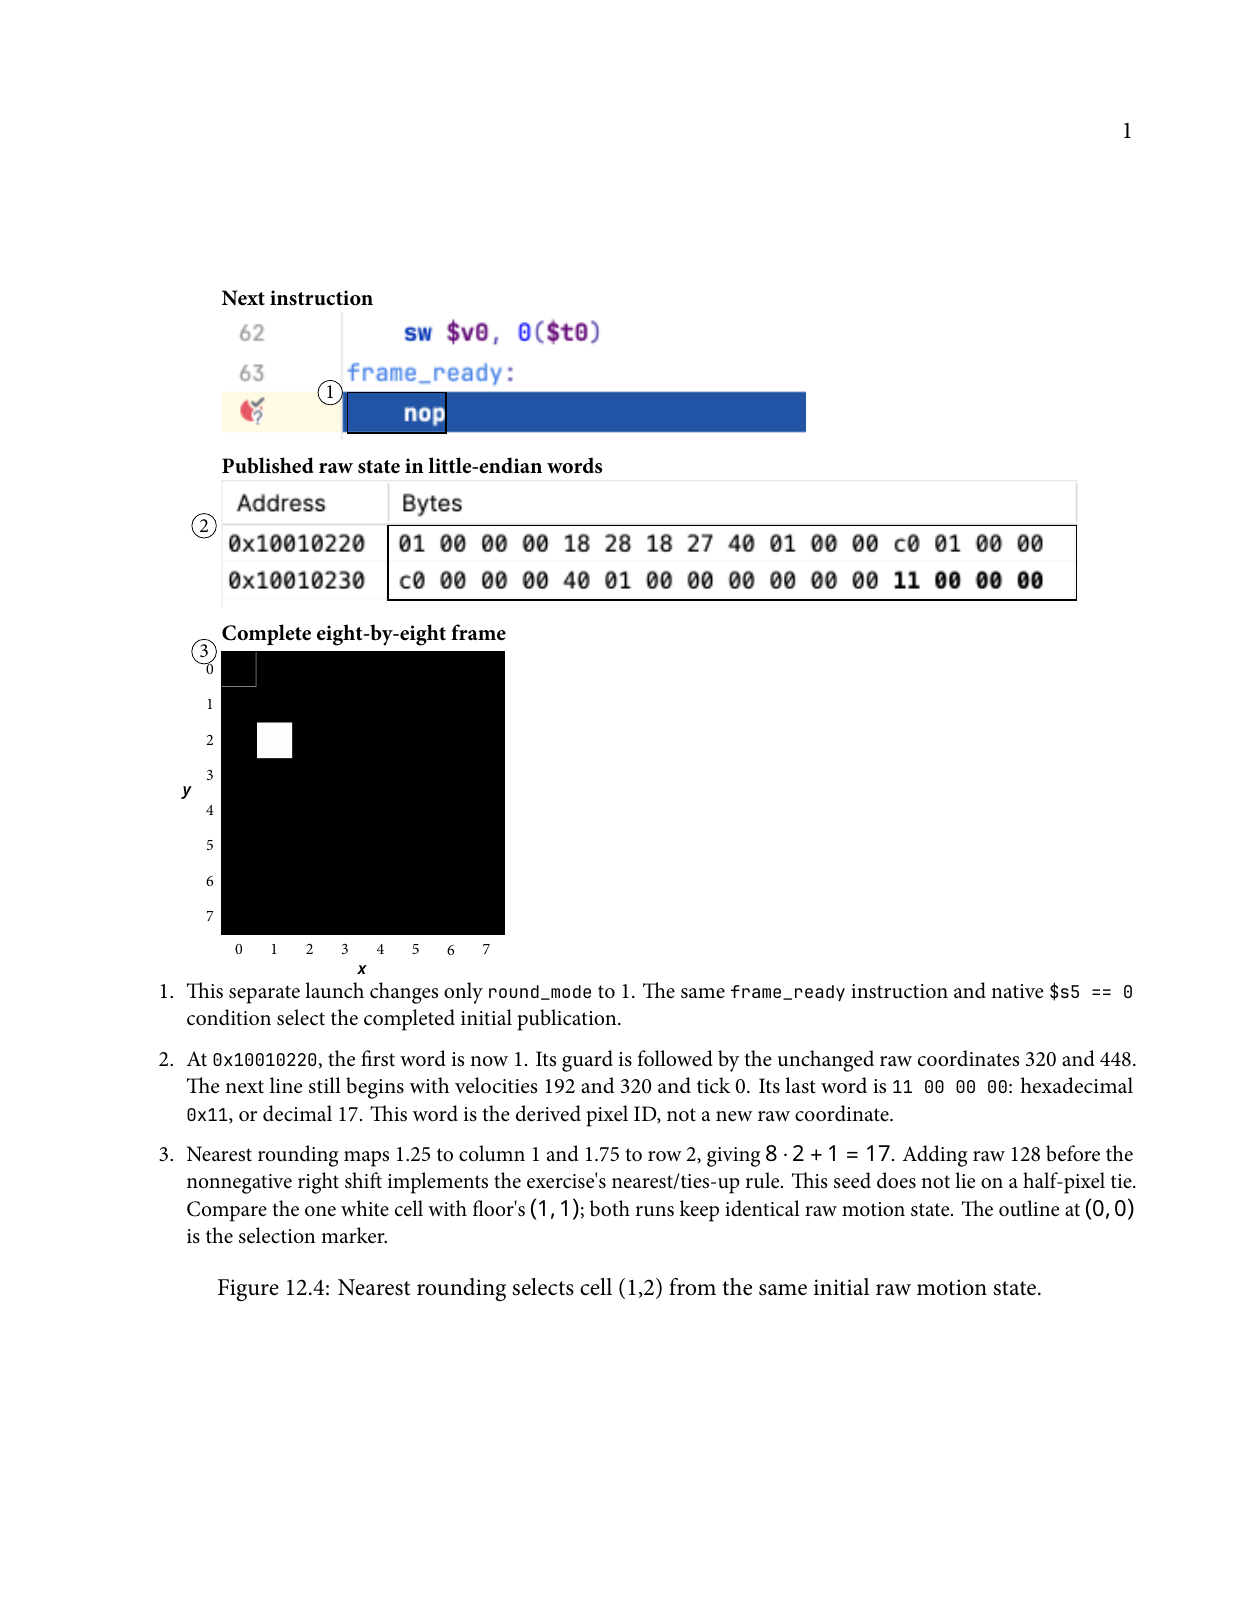 1
Next instruction
62 sw $v0, 0($t0)
63 frame_ready:
1 nop
Published raw state in little-endian words
Address Bytes
2
0x10010220 01 00 00 00 18 28 18 27 40 01 00 00 c0 01 00 00
0x10010230 c0 00 00 00 40 01 00 00 00 00 00 00 11 00 00 00
Complete eight-by-eight frame
3
0
1
2
3
y
4
5
6
7
0 1 2 3 4 5 6 7
x
1. This separate launch changes only round_mode to 1. The same frame_ready instruction and native $s5 == 0
condition select the completed initial publication.
2. At 0x10010220, the first word is now 1. Its guard is followed by the unchanged raw coordinates 320 and 448.
The next line still begins with velocities 192 and 320 and tick 0. Its last word is 11 00 00 00: hexadecimal
0x11, or decimal 17. This word is the derived pixel ID, not a new raw coordinate.
3. Nearest rounding maps 1.25 to column 1 and 1.75 to row 2, giving 8 · 2 + 1 = 17. Adding raw 128 before the
nonnegative right shift implements the exercise's nearest/ties-up rule. This seed does not lie on a half-pixel tie.
Compare the one white cell with floor's (1, 1); both runs keep identical raw motion state. The outline at (0, 0)
is the selection marker.
Figure 12.4: Nearest rounding selects cell (1,2) from the same initial raw motion state.